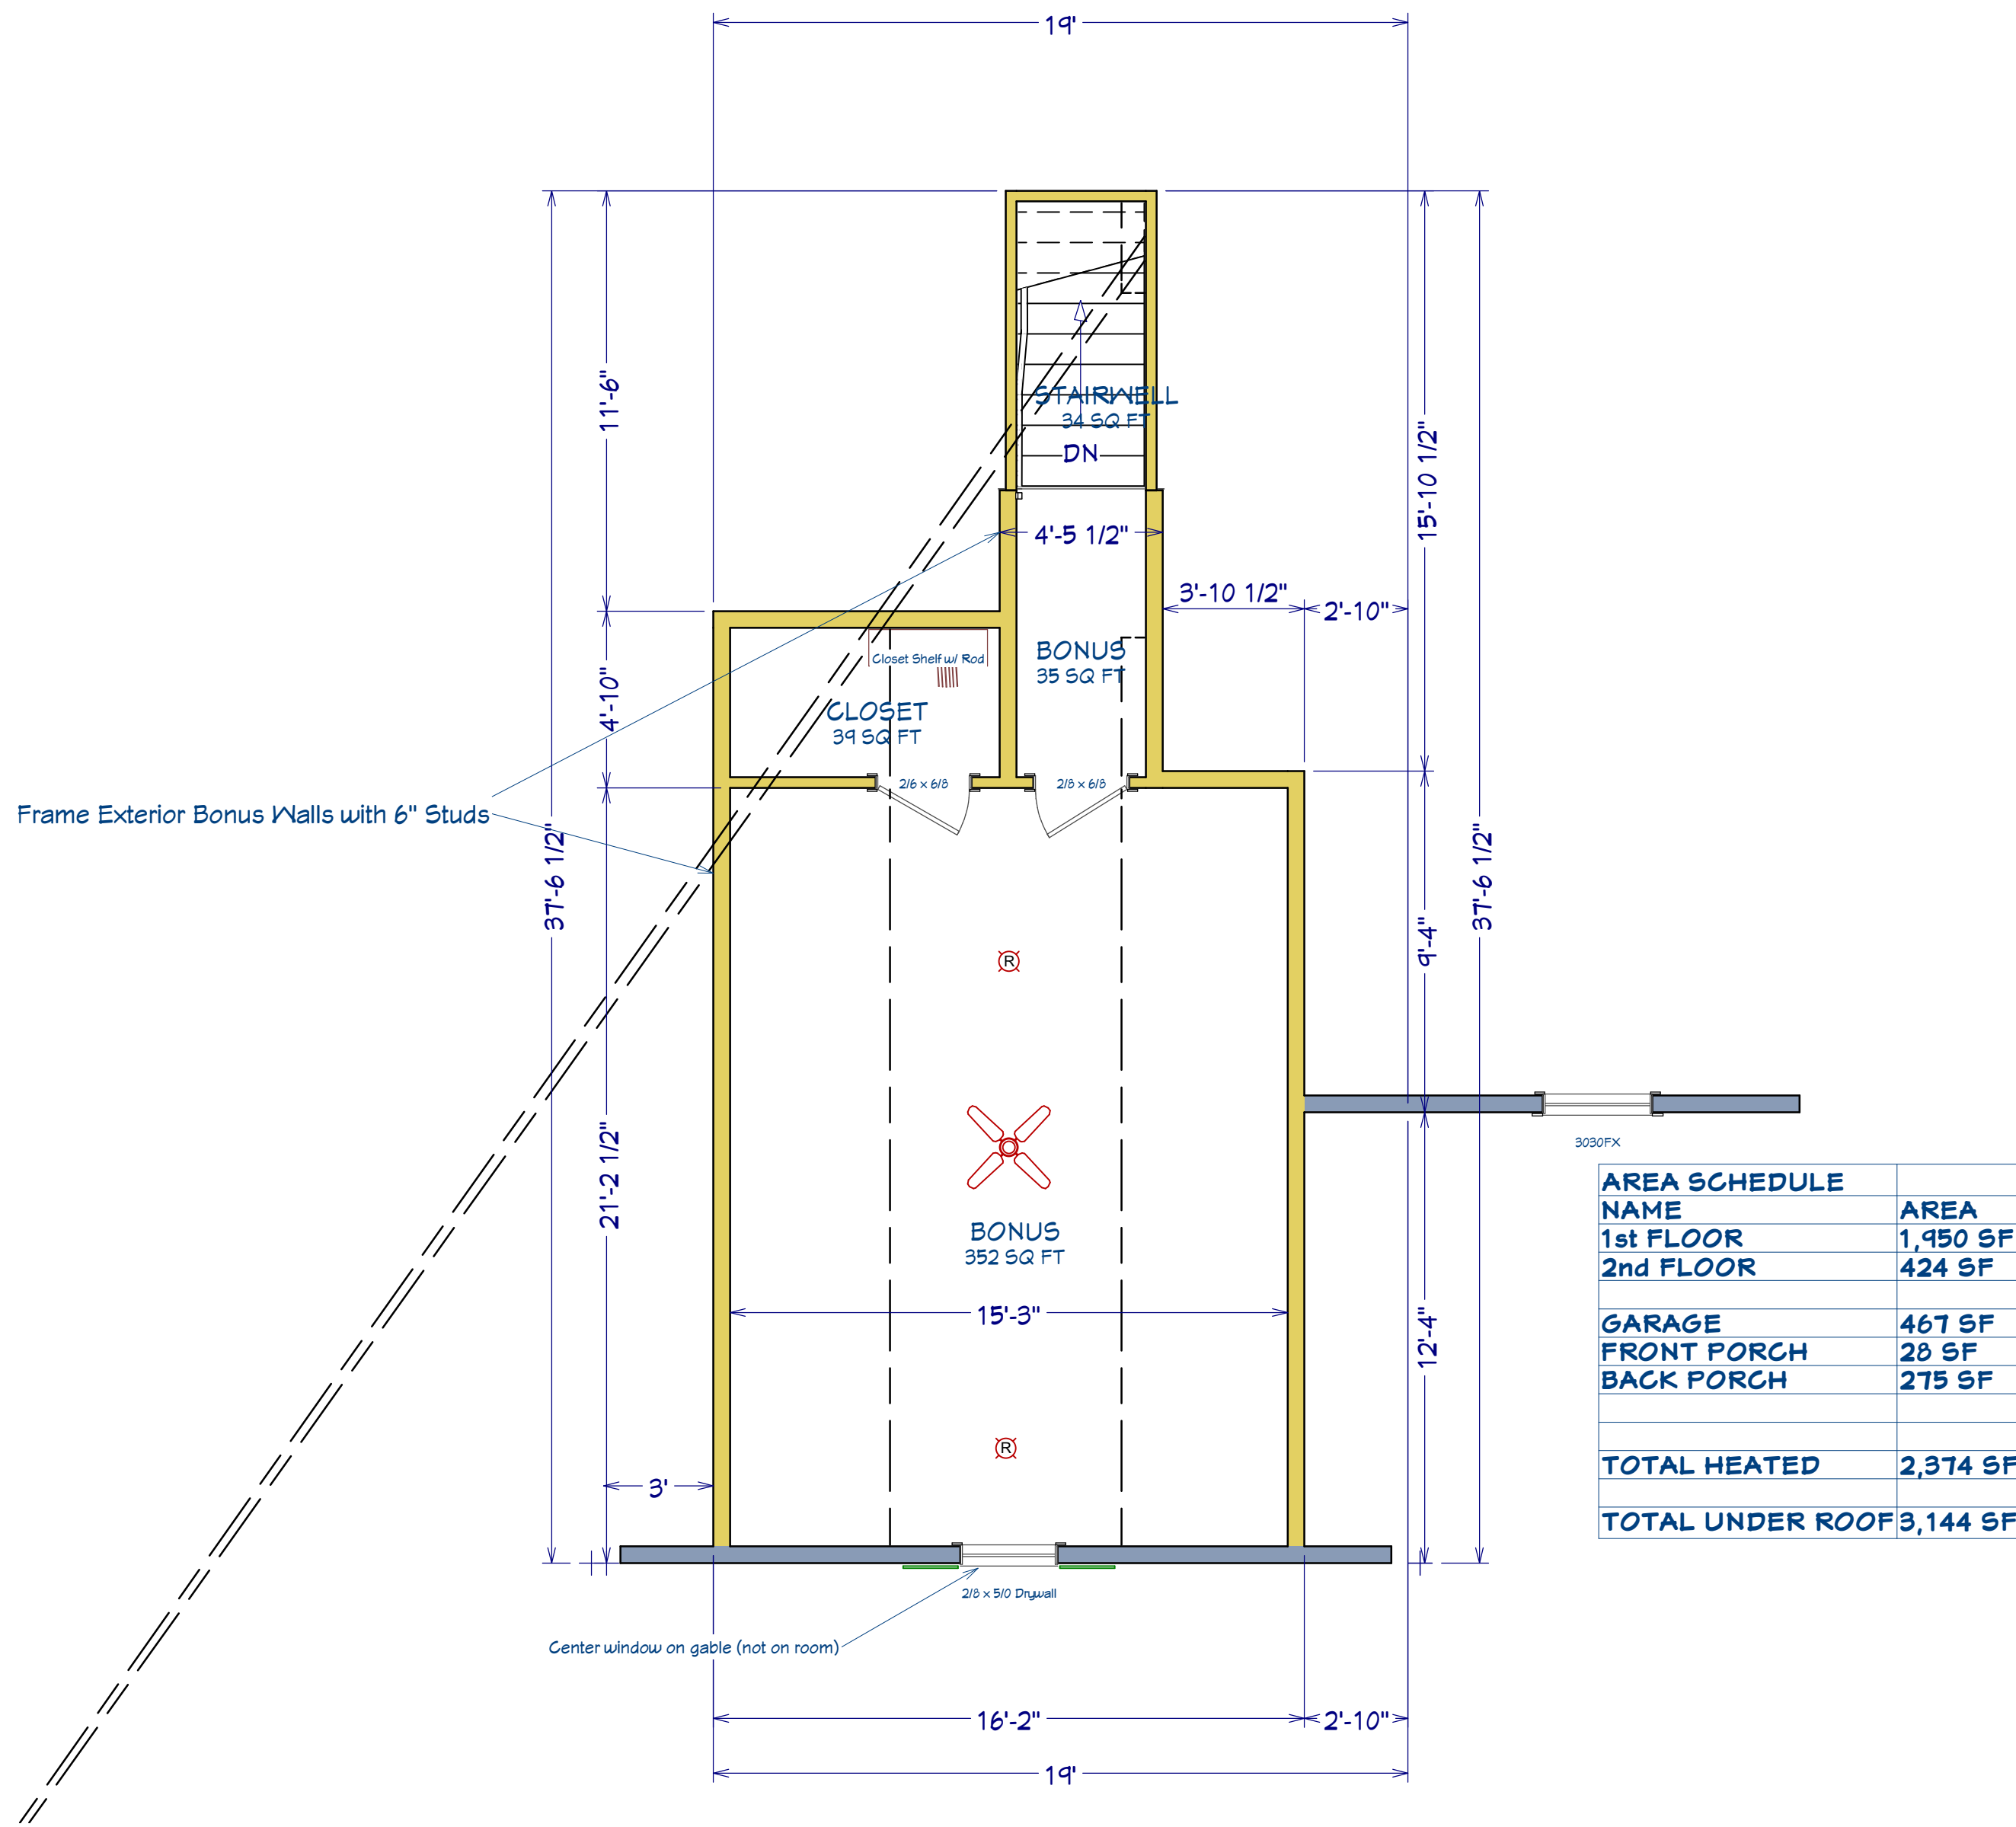 19'
11'-6"
STAIRWELL
34 SQ FT
DN
15'-10 1/2"
4'-5 1/2"
3'-10 1/2"
2'-10"
BONUS
35 SQ FT
Closet Shelf w/ Rod
4'-10"
CLOSET
39 SQ FT
2/6 x 6/8
2/8 x 6/8
Frame Exterior Bonus Walls with 6" Studs
37'-6 1/2"
37'-6 1/2"
9'-4"
R
3030FX
21'-2 1/2"
BONUS
352 SQ FT
15'-3"
12'-4"
AREA SCHEDULE
NAME AREA
1st FLOOR 1,950 SF
2nd FLOOR 424 SF
GARAGE 467 SF
FRONT PORCH 28 SF
BACK PORCH 275 SF
TOTAL HEATED 2,374 SF
TOTAL UNDER ROOF 3,144 SF
R
3'
2/8 x 5/0 Drywall
Center window on gable (not on room)
16'-2"
2'-10"
19'